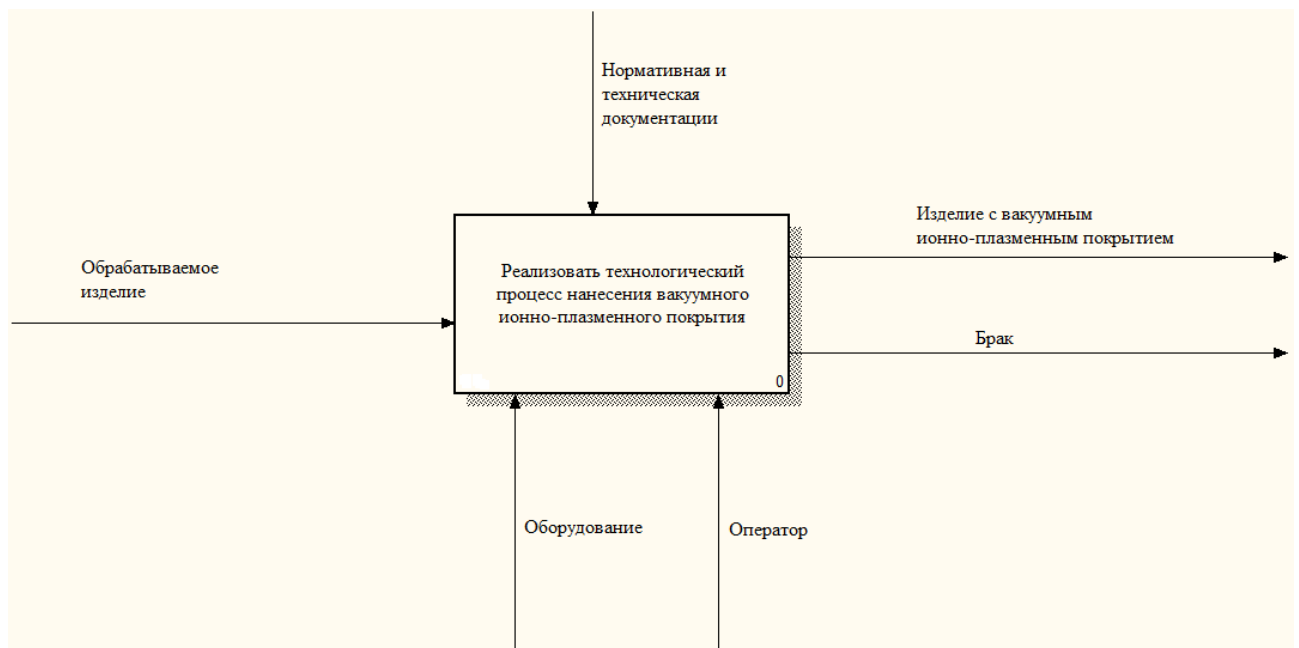 Нормативная и
техническая
документации
Изделие с вакуумным
ионно-плазменным покрытием
Обрабатываемое
изделие
Реализовать технологический
процесс нанесения вакуумного
ионно-плазменного покрытия
Брак
0
Оборудование
Оператор